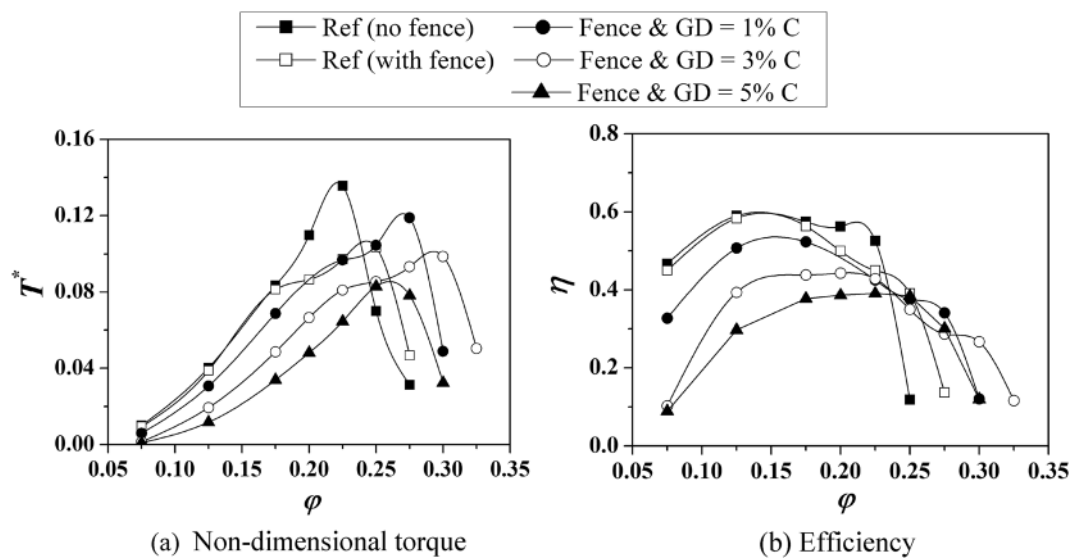 Ref (no fence) Fence & GD = 1% C
Ref (with fence) Fence & GD = 3% C
Fence & GD = 5% C
0.16
0.12
0.08
0.04
0.00
T*
0.05 0.10 0.15 0.20 0.25 0.30 0.35
φ
(a) Non-dimensional torque
0.8
0.6
0.4
0.2
0.0
η
0.05 0.10 0.15 0.20 0.25 0.30 0.35
φ
(b) Efficiency